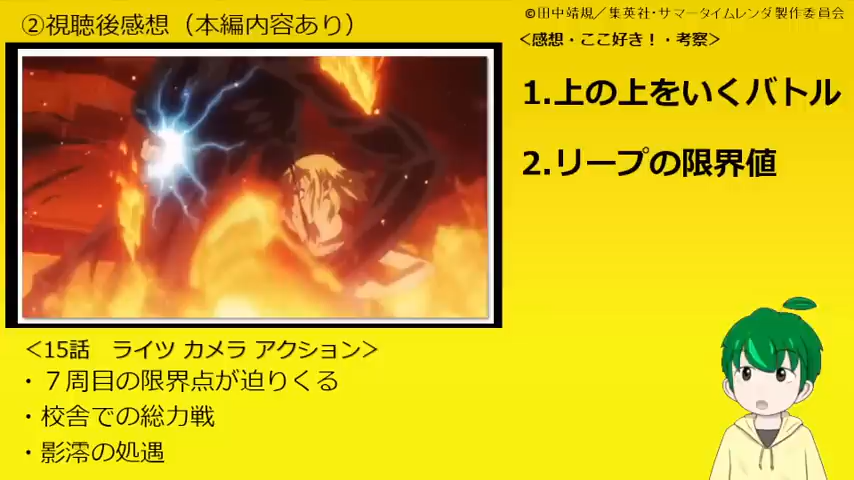 ②視聴後感想（本編内容あり）
©田中靖規／集英社･サマータイムレンダ製作委員会
＜感想・ここ好き！・考察＞
1.上の上をいくバトル
2.リープの限界値
＜15話　ライツ カメラ アクション＞
・７周目の限界点が迫りくる
・校舎での総力戦
・影澪の処遇